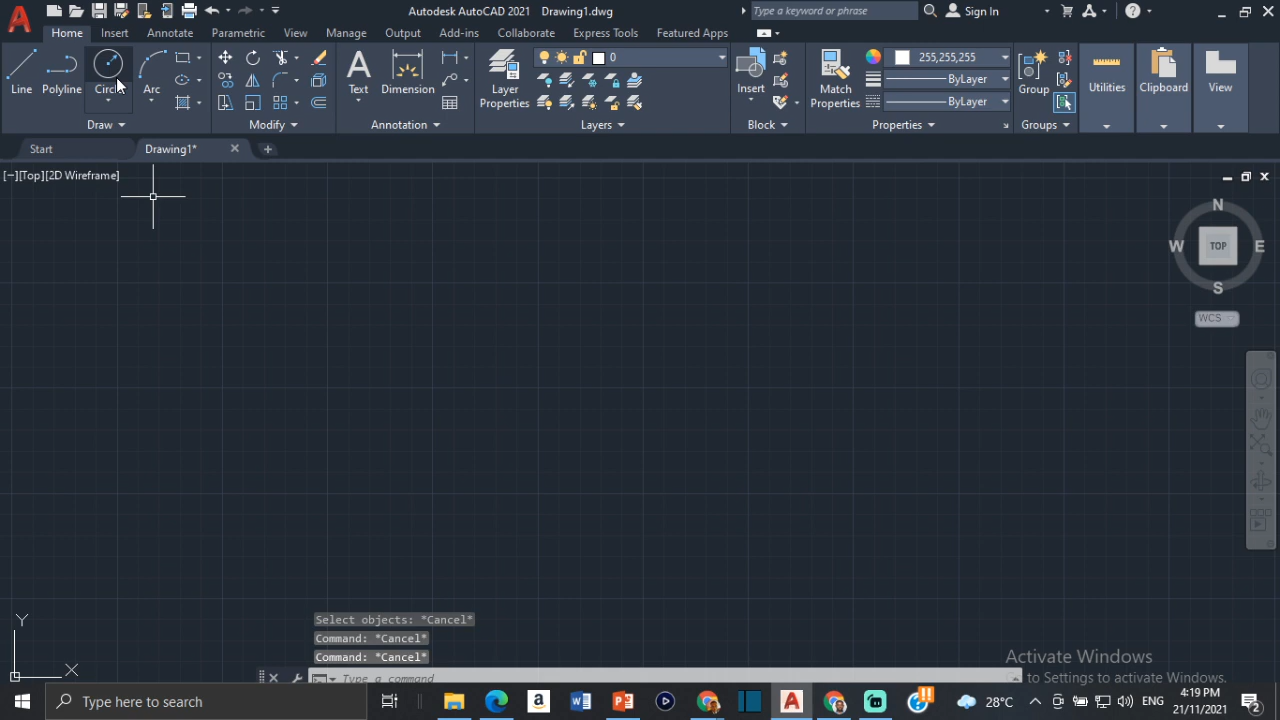 Autodesk AutoCAD 2021 Drawing1.dwg
Type a keyword or phrase
Sign In
Home Insert Annotate Parametric View Manage Output Add-ins Collaborate Express Tools Featured Apps
Line Polyline Circle Arc
Text Dimension
Layer Properties
0
Insert
Match Properties
255,255,255
ByLayer
ByLayer
Group
Utilities
Clipboard
View
Draw Modify Annotation Layers Block Properties Groups
Start Drawing1*
[−][Top][2D Wireframe]
N
W TOP E
S
WCS
Y
X
Select objects: *Cancel*
Command: *Cancel*
Command: *Cancel*
Type a command
Activate Windows
to Settings to activate Windows.
Type here to search
28°C
ENG
4:19 PM
21/11/2021
2